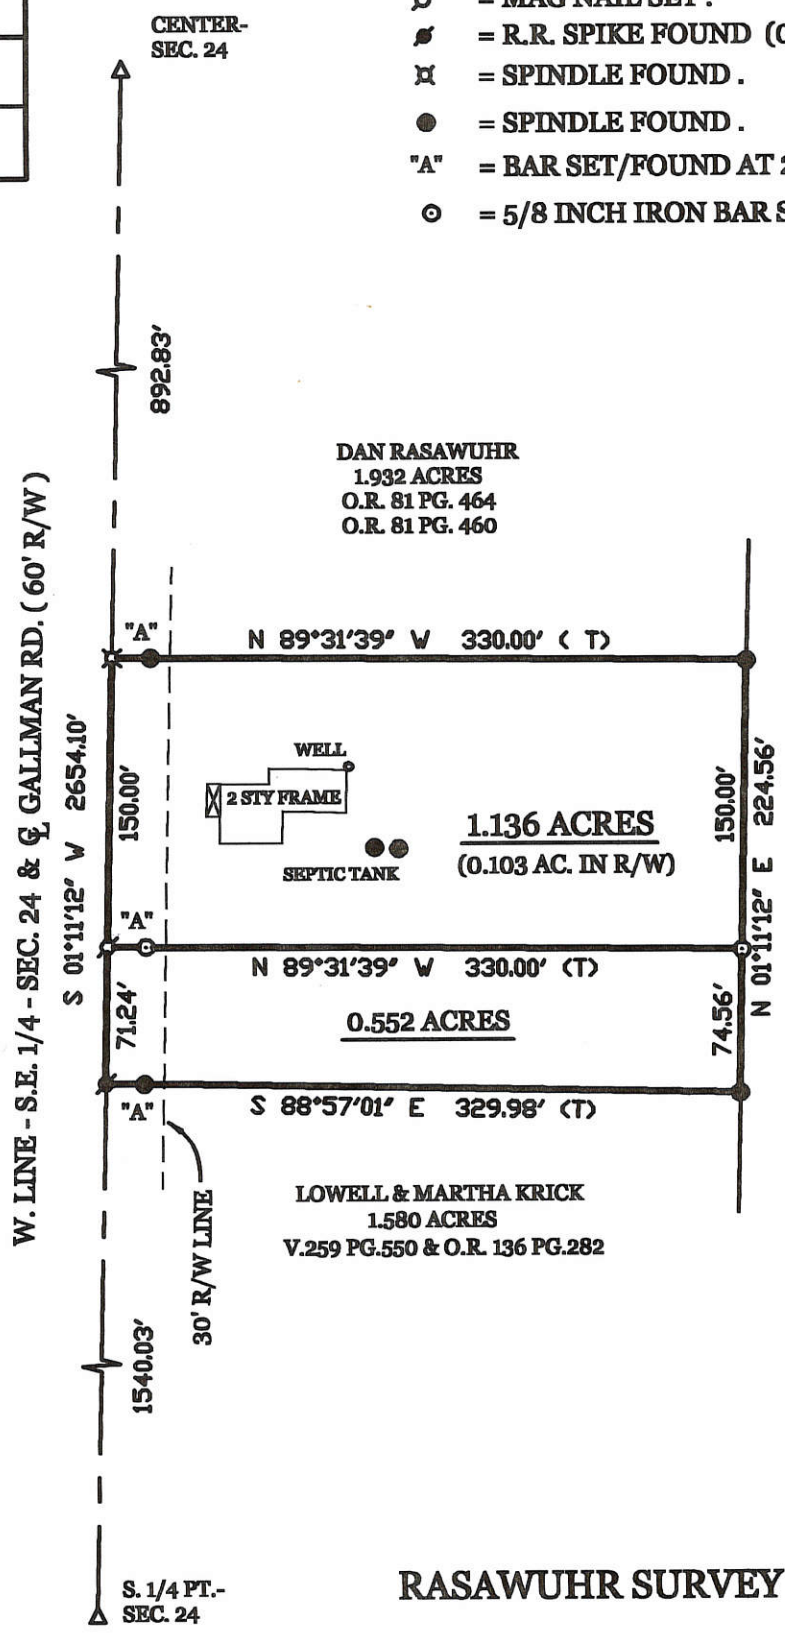 CENTER-
SEC. 24
= MAG NAIL SET .
= R.R. SPIKE FOUND (
= SPINDLE FOUND .
= SPINDLE FOUND .
"A" = BAR SET/FOUND AT
= 5/8 INCH IRON BAR
892.83'
DAN RASAWUHR
1.932 ACRES
O.R. 81 PG. 464
O.R. 81 PG. 460
W. LINE - S.E. 1/4 - SEC. 24 & ℄ GALLMAN RD. ( 60' R/W )
S 01°11'12" W 2654.10'
"A"
N 89°31'39" W 330.00' ( T)
150.00'
WELL
2 STY FRAME
SEPTIC TANK
1.136 ACRES
(0.103 AC. IN R/W)
150.00'
N 01°11'12" E 224.56'
"A"
N 89°31'39" W 330.00' (T)
71.24'
0.552 ACRES
74.56'
"A"
S 88°57'01" E 329.98' (T)
30' R/W LINE
LOWELL & MARTHA KRICK
1.580 ACRES
V.259 PG.550 & O.R. 136 PG.282
1540.03'
S. 1/4 PT.-
SEC. 24
RASAWUHR SURVEY